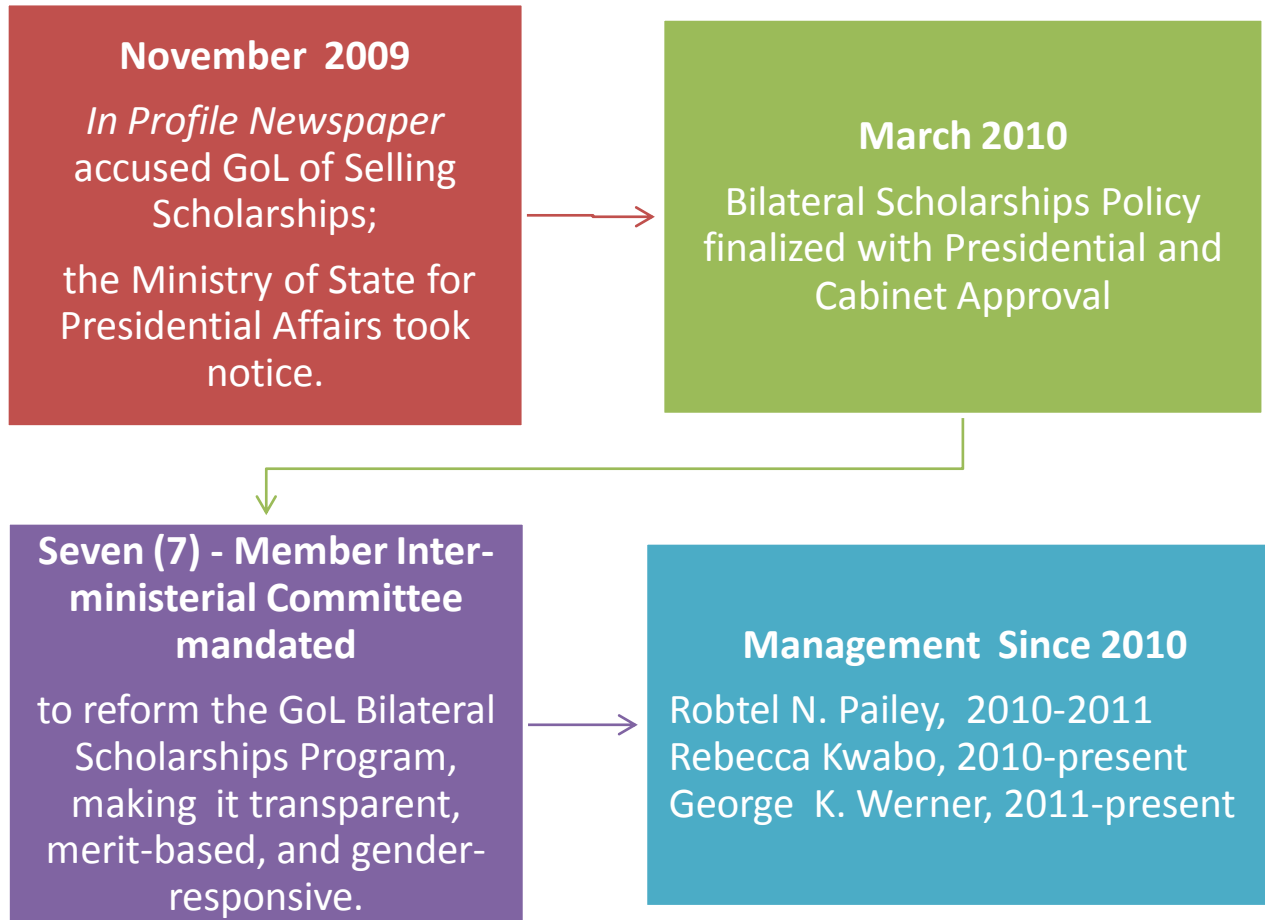 November 2009
In Profile Newspaper
accused GoL of Selling
Scholarships;
the Ministry of State for
Presidential Affairs took
notice.
March 2010
Bilateral Scholarships Policy
finalized with Presidential and
Cabinet Approval
Seven (7) - Member Inter-
ministerial Committee
mandated
to reform the GoL Bilateral
Scholarships Program,
making it transparent,
merit-based, and gender-
responsive.
Management Since 2010
Robtel N. Pailey, 2010-2011
Rebecca Kwabo, 2010-present
George K. Werner, 2011-present